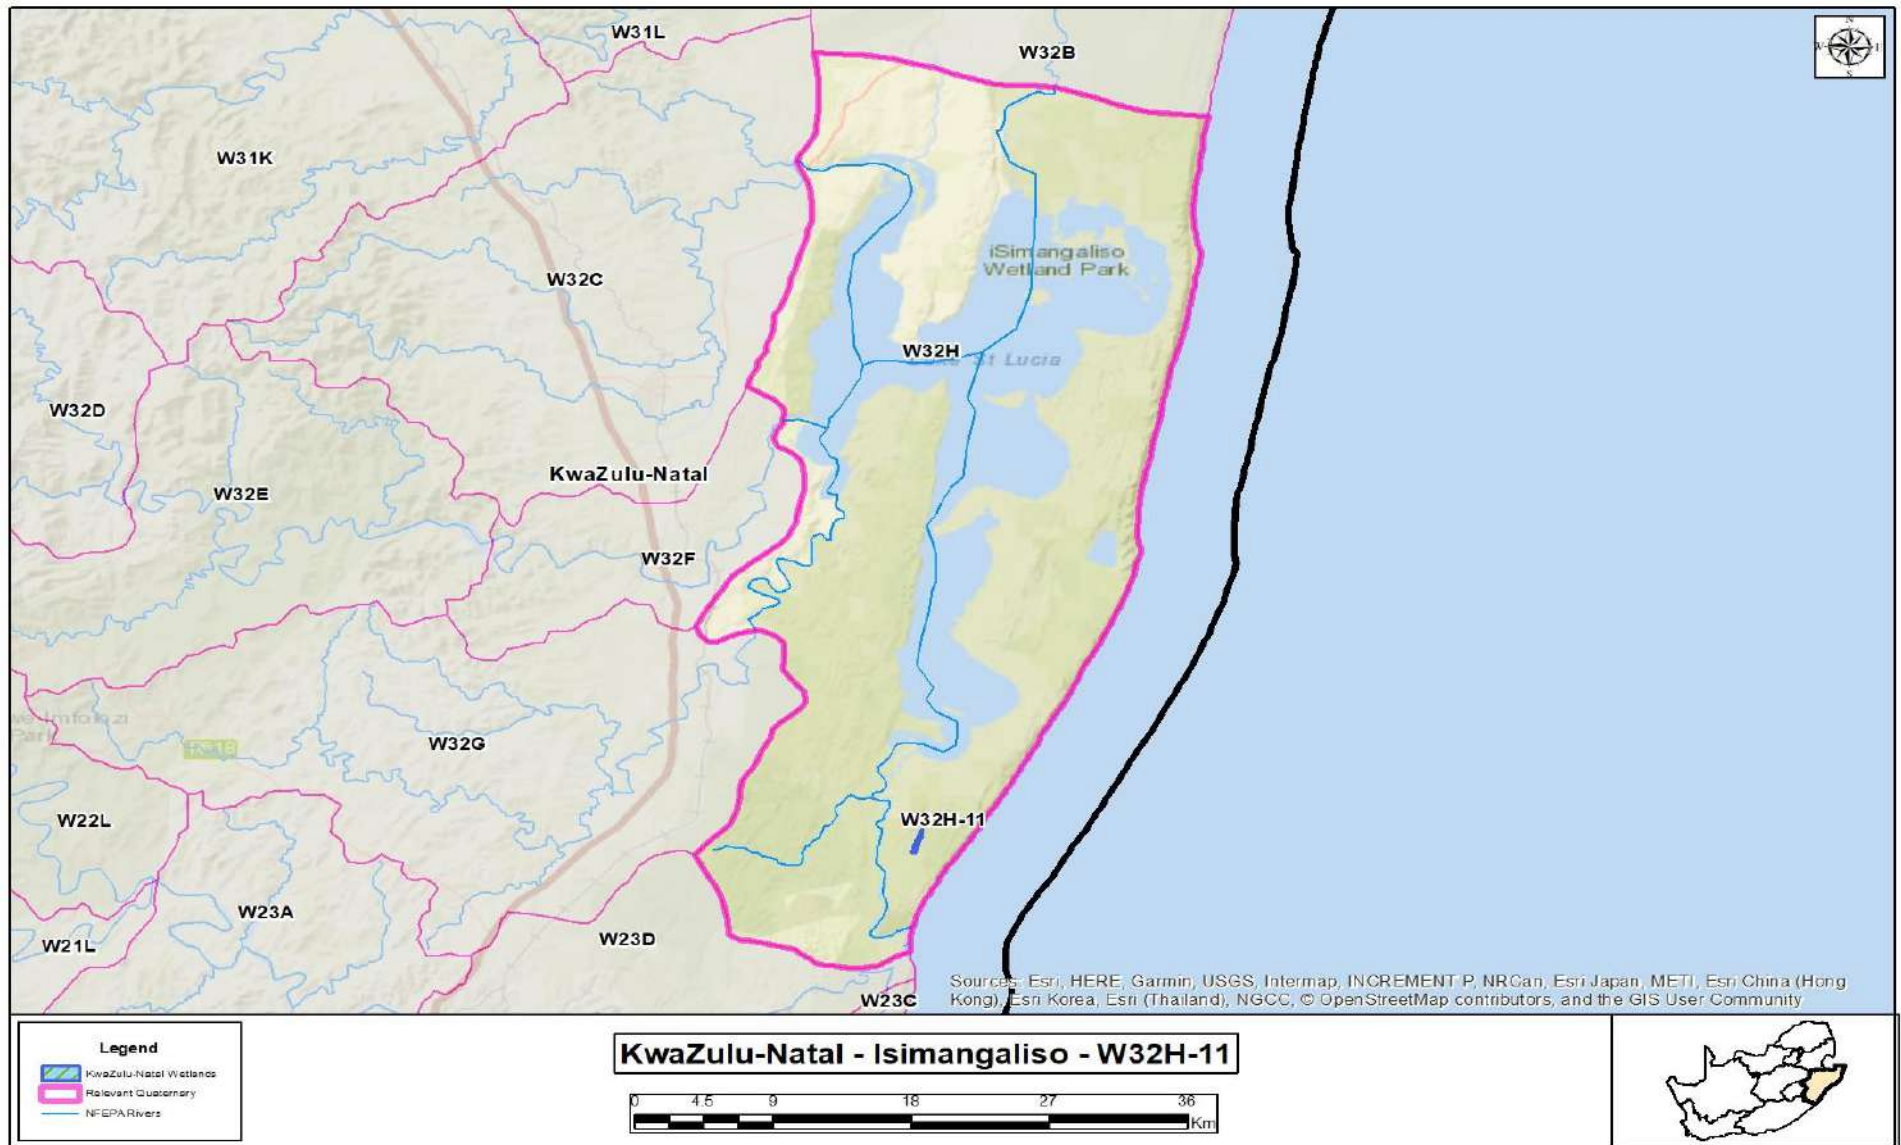 W31L
W32B
N
W
E
S
W31K
iSimangaliso
Wetland Park
W32C
W32H
St Lucia
W32D
KwaZulu-Natal
W32E
W32F
W32G
W22L
W32H-11
W23A
W21L
W23D
Sources: Esri, HERE, Garmin, USGS, Intermap, INCREMENT P, NRCan, Esri Japan, METI, Esri China (Hong
Kong), Esri Korea, Esri (Thailand), NGCC, © OpenStreetMap contributors, and the GIS User Community
W23C
Legend
KwaZulu-Natal Wetlands
Relevant Quaternary
NFEPA Rivers
KwaZulu-Natal - Isimangaliso - W32H-11
0 4.5 9 18 27 36
Km